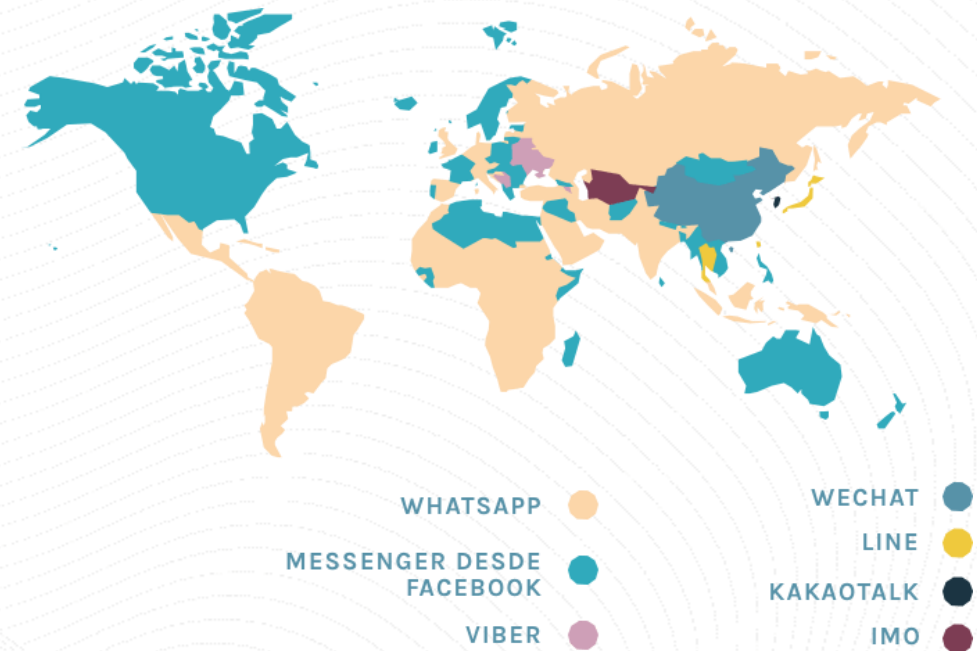 WHATSAPP
MESSENGER DESDE
FACEBOOK
VIBER
WECHAT
LINE
KAKAOTALK
IMO